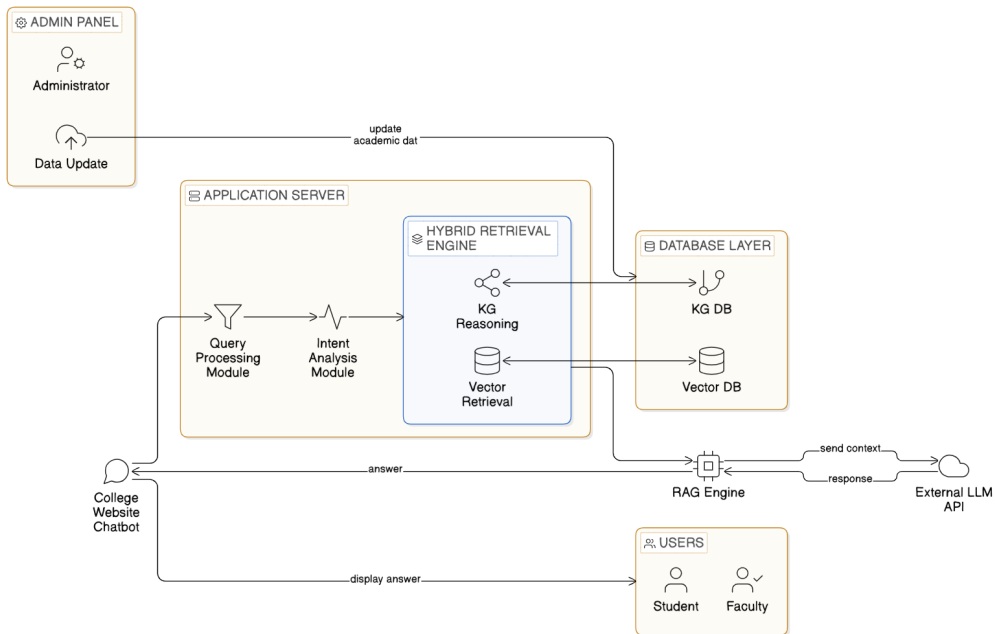 ADMIN PANEL
Administrator
Data Update
update
academic dat
APPLICATION SERVER
HYBRID RETRIEVAL
ENGINE
KG
Reasoning
Vector
Retrieval
Query
Processing
Module
Intent
Analysis
Module
DATABASE LAYER
KG DB
Vector DB
College
Website
Chatbot
answer
RAG Engine
send context
response
External LLM
API
display answer
USERS
Student
Faculty